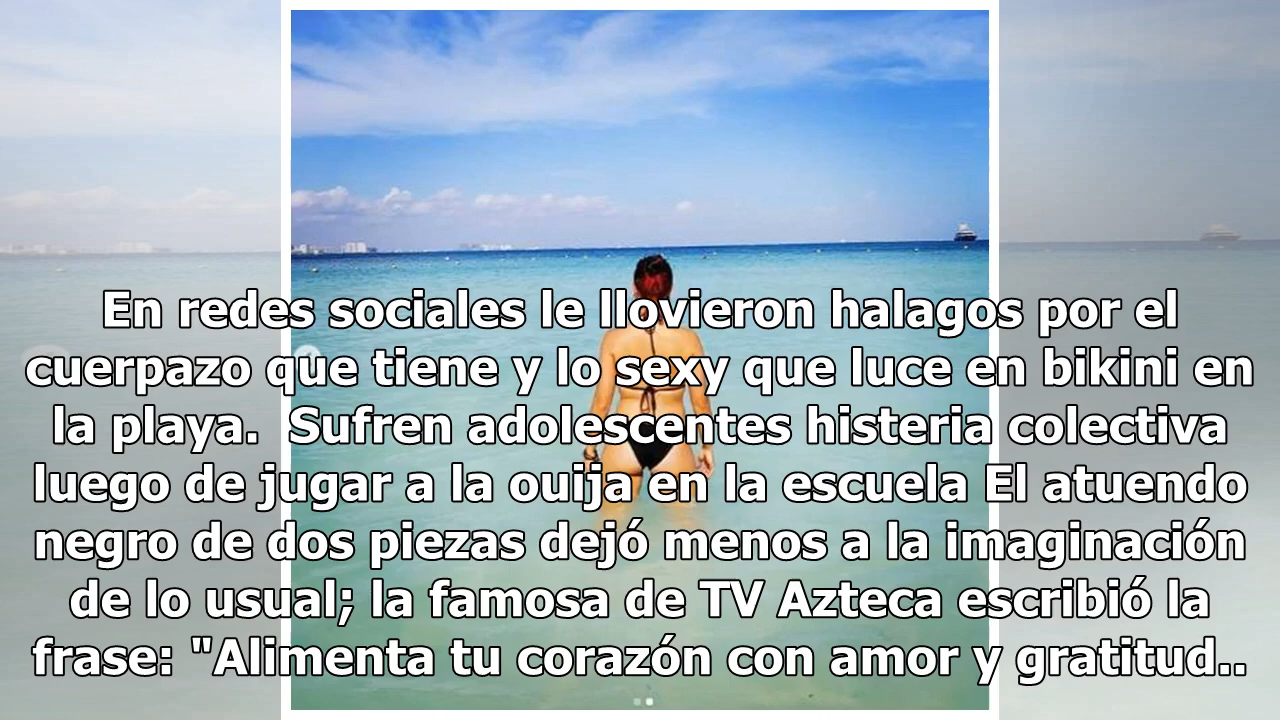 En redes sociales le llovieron halagos por el
cuerpazo que tiene y lo sexy que luce en bikini en
la playa.  Sufren adolescentes histeria colectiva
luego de jugar a la ouija en la escuela El atuendo
negro de dos piezas dejó menos a la imaginación
de lo usual; la famosa de TV Azteca escribió la
frase: "Alimenta tu corazón con amor y gratitud..